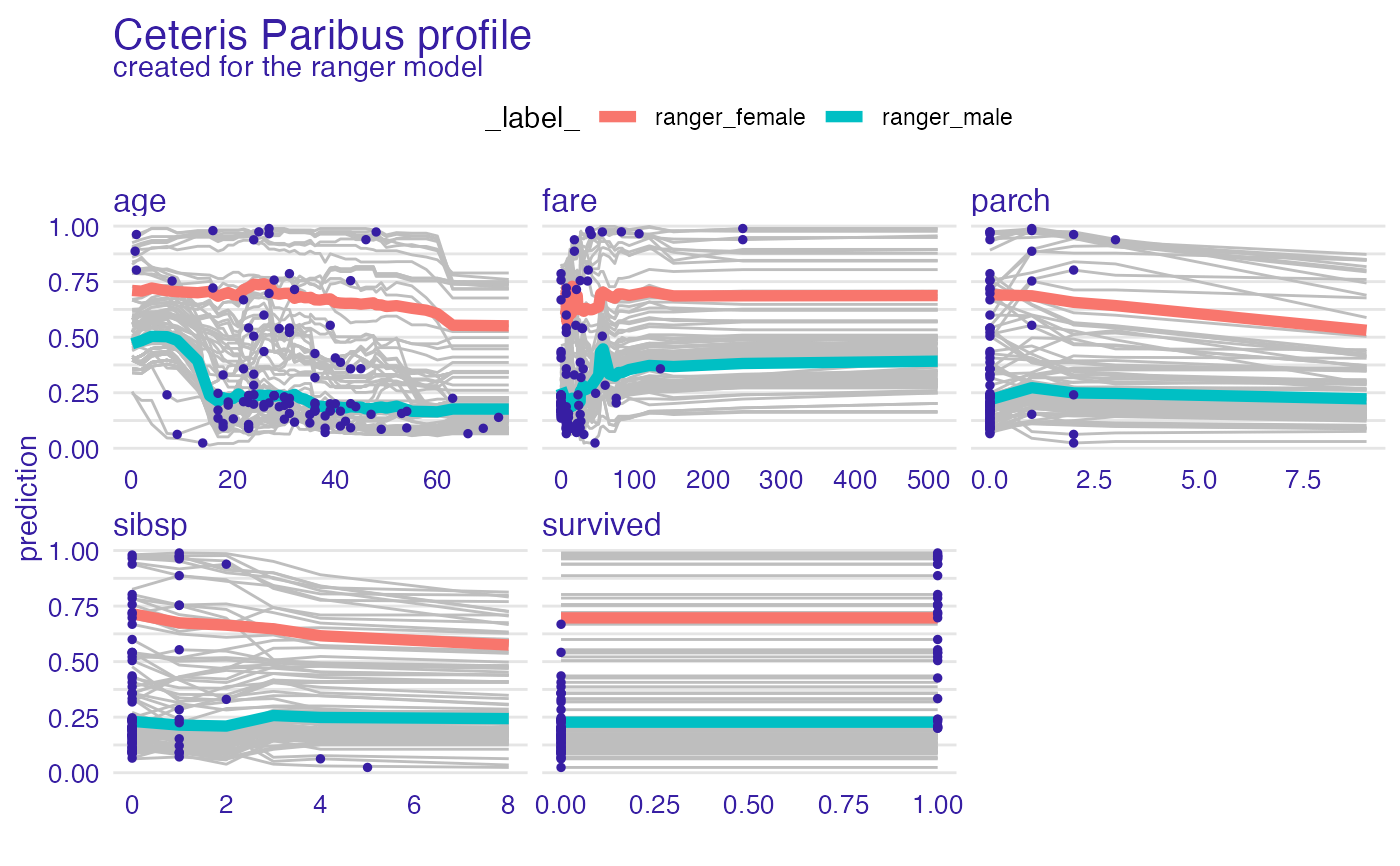 Ceteris Paribus profile
created for the ranger model
_label_ ranger_female ranger_male
age fare parch
1.00
0.75
0.50
0.25
0.00
0 20 40 60 0 100 200 300 400 500 0.0 2.5 5.0 7.5
prediction
sibsp survived
1.00
0.75
0.50
0.25
0.00
0 2 4 6 8 0.00 0.25 0.50 0.75 1.00